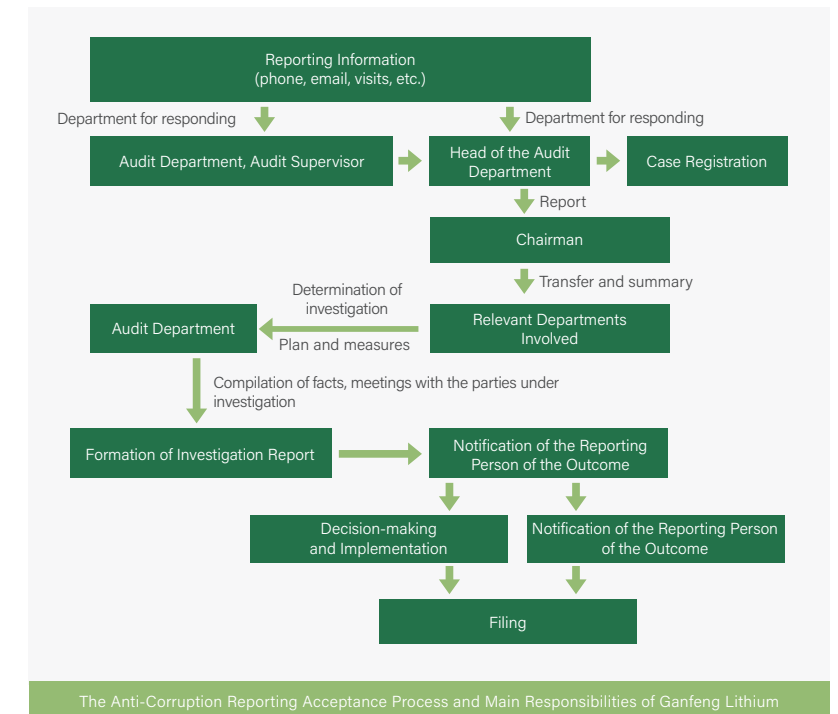 Reporting Information
(phone, email, visits, etc.)
Department for responding
Department for responding
Audit Department, Audit Supervisor
Head of the Audit
Department
Case Registration
Report
Chairman
Transfer and summary
Determination of
investigation
Plan and measures
Audit Department
Relevant Departments
Involved
Compilation of facts, meetings with the parties under
investigation
Formation of Investigation Report
Notification of the Reporting
Person of the Outcome
Decision-making
and Implementation
Notification of the Reporting Person
of the Outcome
Filing
The Anti-Corruption Reporting Acceptance Process and Main Responsibilities of Ganfeng Lithium